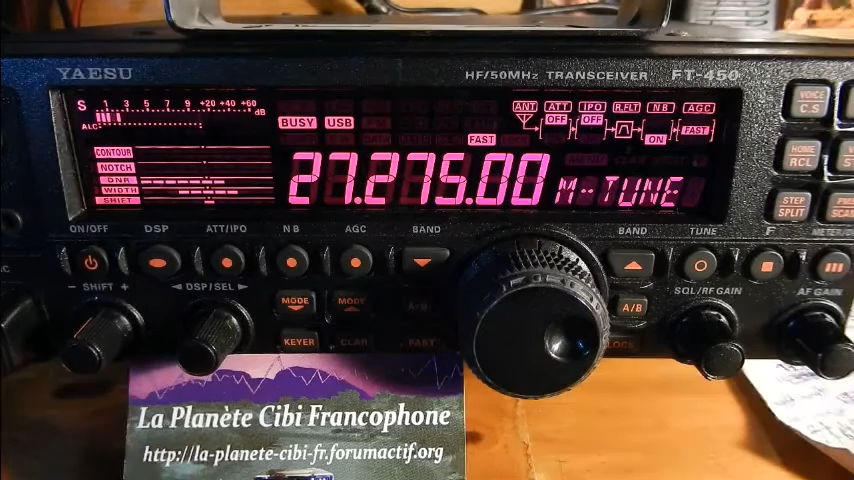 YAESU HF/50MHz TRANSCEIVER FT-450
S 1 3 5 7 9 +20 +40 +60 dB
ALC
BUSY USB FAST
ANT ATT IPO R.FLT NB AGC
OFF OFF ON FAST
CONTOUR
NOTCH
DNR
WIDTH
SHIFT
27.275.00 M-TUNE
VOICE C.S
HOME RCL
STEP SPLIT
ON/OFF DSP ATT/IPO NB AGC BAND BAND TUNE F
- SHIFT + DSP/SEL SQL/RF GAIN AF GAIN
MODE MODE A=B A/B
KEYER CLAR FAST LOCK
La Planète Cibi Francophone
http://la-planete-cibi-fr.forumactif.org